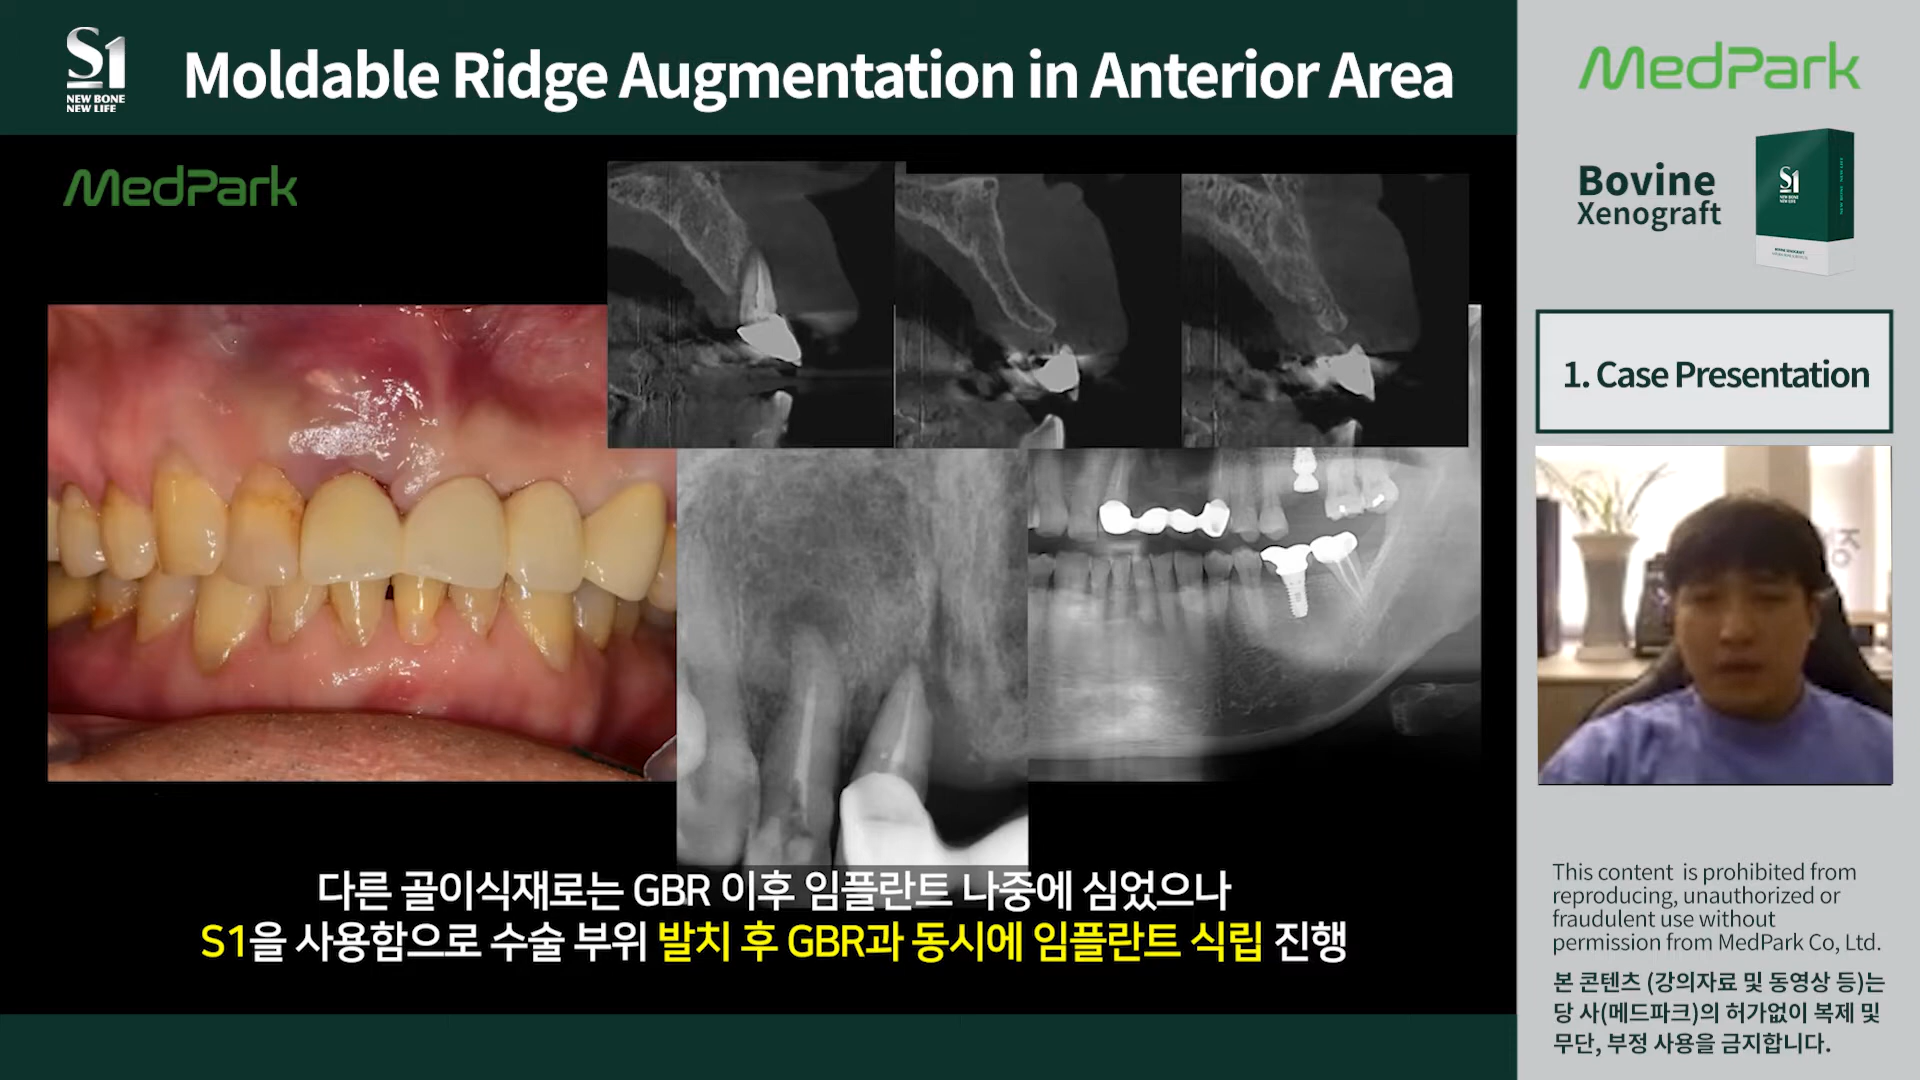 S1
NEW BONE
NEW LIFE
Moldable Ridge Augmentation in Anterior Area
MedPark
다른 골이식재로는 GBR 이후 임플란트 나중에 심었으나
S1을 사용함으로 수술 부위 발치 후 GBR과 동시에 임플란트 식립 진행
MedPark
Bovine
Xenograft
S1
1. Case Presentation
This content is prohibited from
reproducing, unauthorized or
fraudulent use without
permission from MedPark Co, Ltd.
본 콘텐츠 (강의자료 및 동영상 등)는
당 사(메드파크)의 허가없이 복제 및
무단, 부정 사용을 금지합니다.